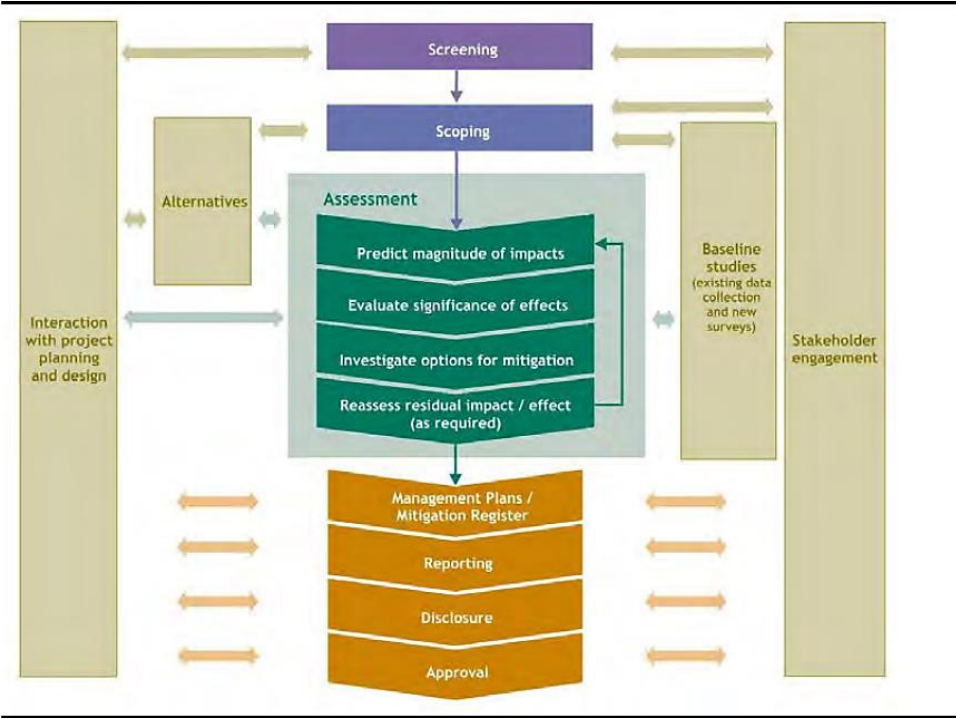 Screening
Scoping
Alternatives
Assessment
Predict magnitude of impacts
Evaluate significance of effects
Investigate options for mitigation
Reassess residual impact / effect
(as required)
Baseline
studies
(existing data
collection
and new
surveys)
Interaction
with project
planning
and design
Stakeholder
engagement
Management Plans /
Mitigation Register
Reporting
Disclosure
Approval